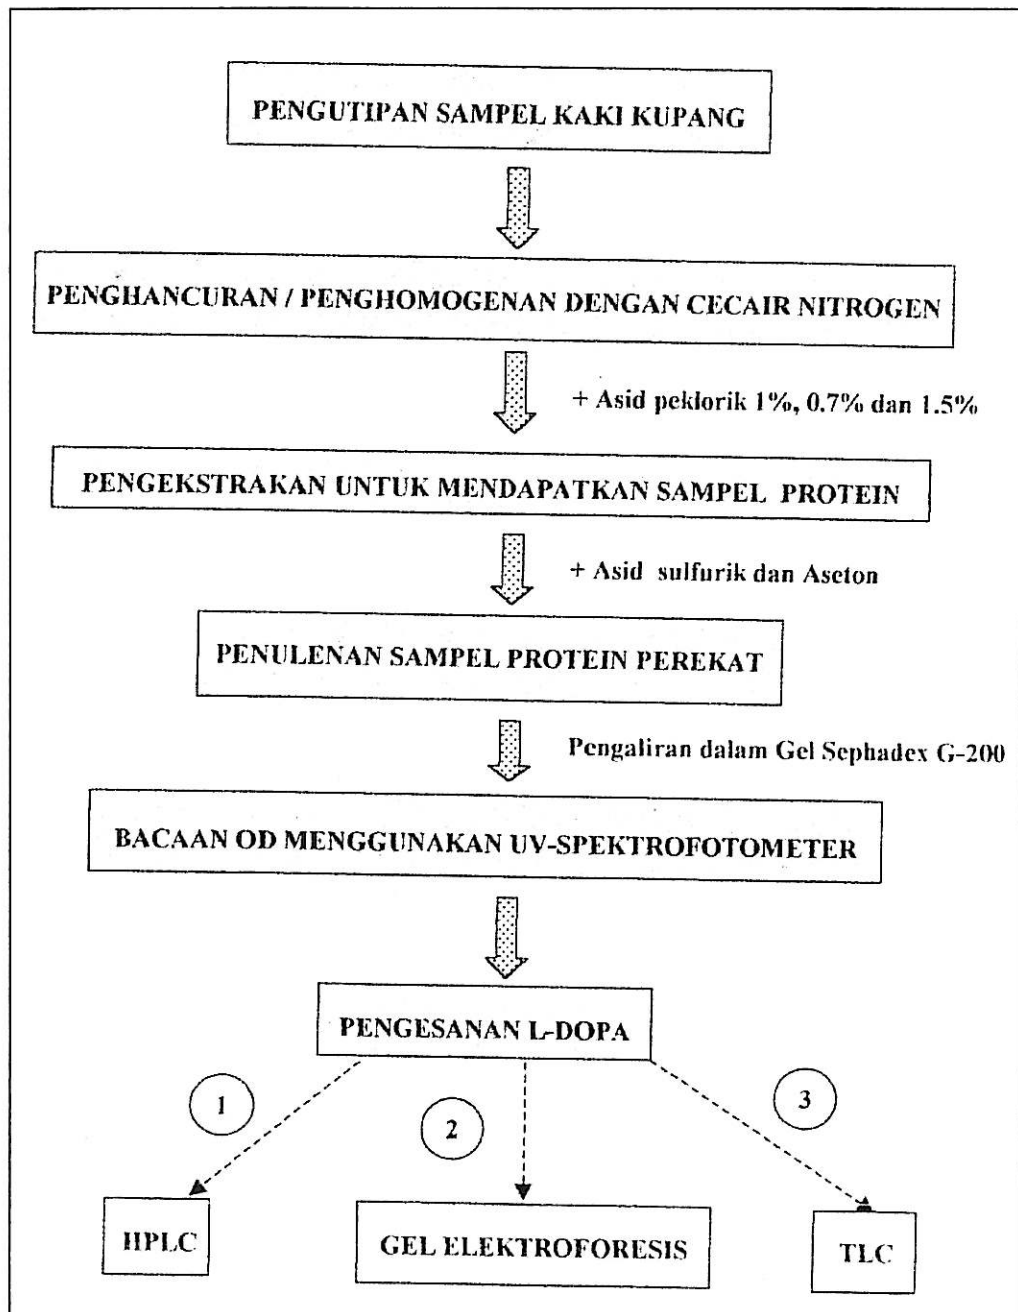 PENGUTIPAN SAMPEL KAKI KUPANG
PENGHANCURAN / PENGHOMOGENAN DENGAN CECAIR NITROGEN
+ Asid peklorik 1%, 0.7% dan 1.5%
PENGEKSTRAKAN UNTUK MENDAPATKAN SAMPEL PROTEIN
+ Asid sulfurik dan Aseton
PENULENAN SAMPEL PROTEIN PEREKAT
Pengaliran dalam Gel Sephadex G-200
BACAAN OD MENGGUNAKAN UV-SPEKTROFOTOMETER
PENGESANAN L-DOPA
1
2
3
HPLC
GEL ELEKTROFORESIS
TLC